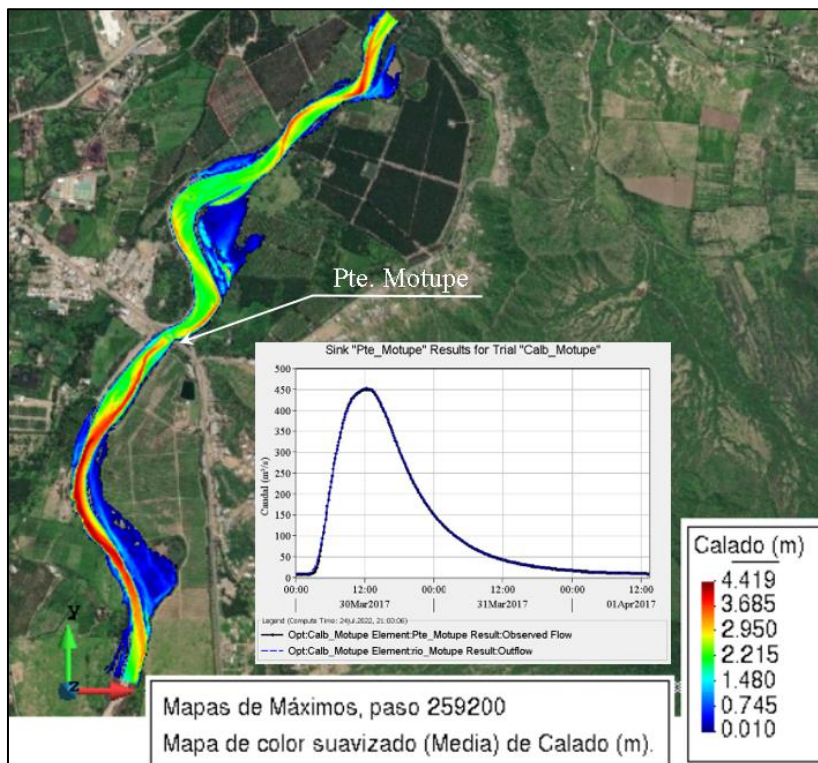 Pte. Motupe
Sink "Pte_Motupe" Results for Trial "Calb_Motupe"
Caudal (m³/s)
500
450
400
350
300
250
200
150
100
50
0
00:00 12:00 00:00 12:00 00:00 12:00
30Mar2017 31Mar2017 01Apr2017
Legend (Compute Time: 24jul.2022, 21:00:06)
Opt:Calb_Motupe Element:Pte_Motupe Result:Observed Flow
Opt:Calb_Motupe Element:rio_Motupe Result:Outflow
Calado (m)
4.419
3.685
2.950
2.215
1.480
0.745
0.010
y
z
Mapas de Máximos, paso 259200
Mapa de color suavizado (Media) de Calado (m).